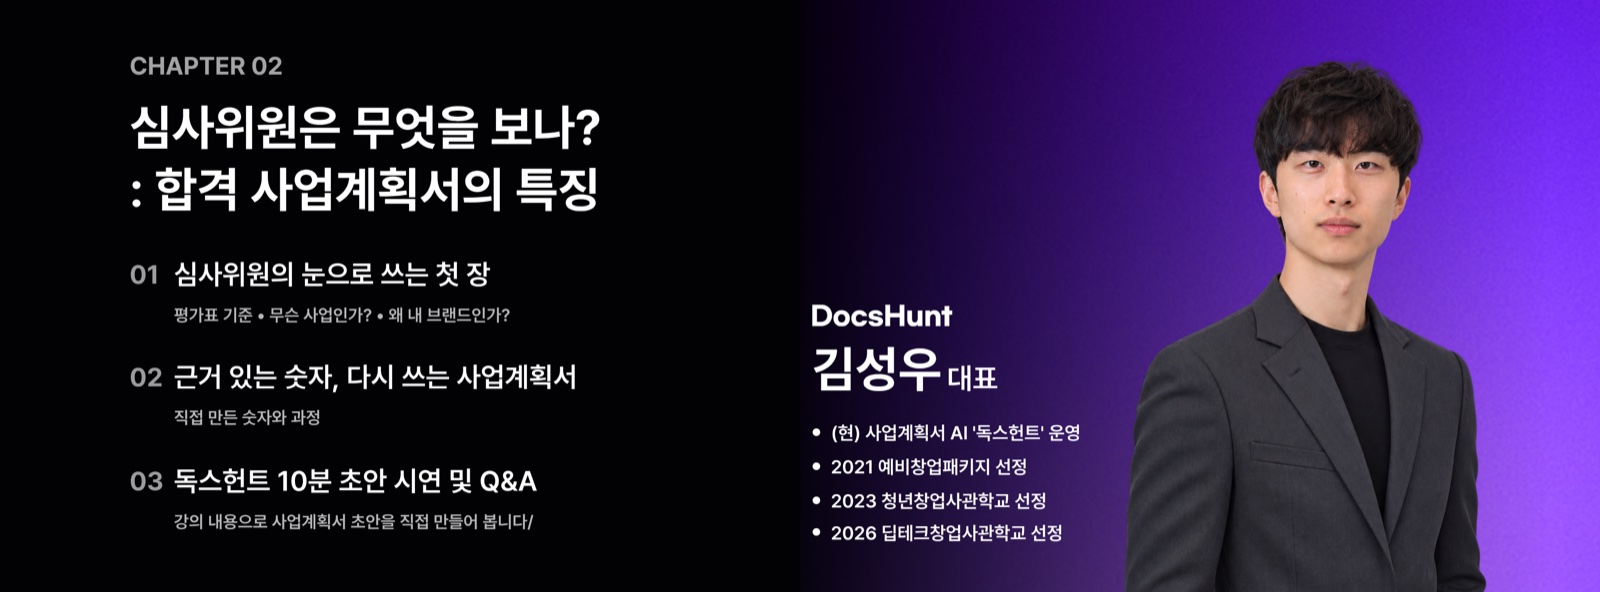 CHAPTER 02
심사위원은 무엇을 보나?
: 합격 사업계획서의 특징
01 심사위원의 눈으로 쓰는 첫 장
평가표 기준 • 무슨 사업인가? • 왜 내 브랜드인가?
02 근거 있는 숫자, 다시 쓰는 사업계획서
직접 만든 숫자와 과정
03 독스헌트 10분 초안 시연 및 Q&A
강의 내용으로 사업계획서 초안을 직접 만들어 봅니다/
DocsHunt
김성우 대표
• (현) 사업계획서 AI '독스헌트' 운영
• 2021 예비창업패키지 선정
• 2023 청년창업사관학교 선정
• 2026 딥테크창업사관학교 선정